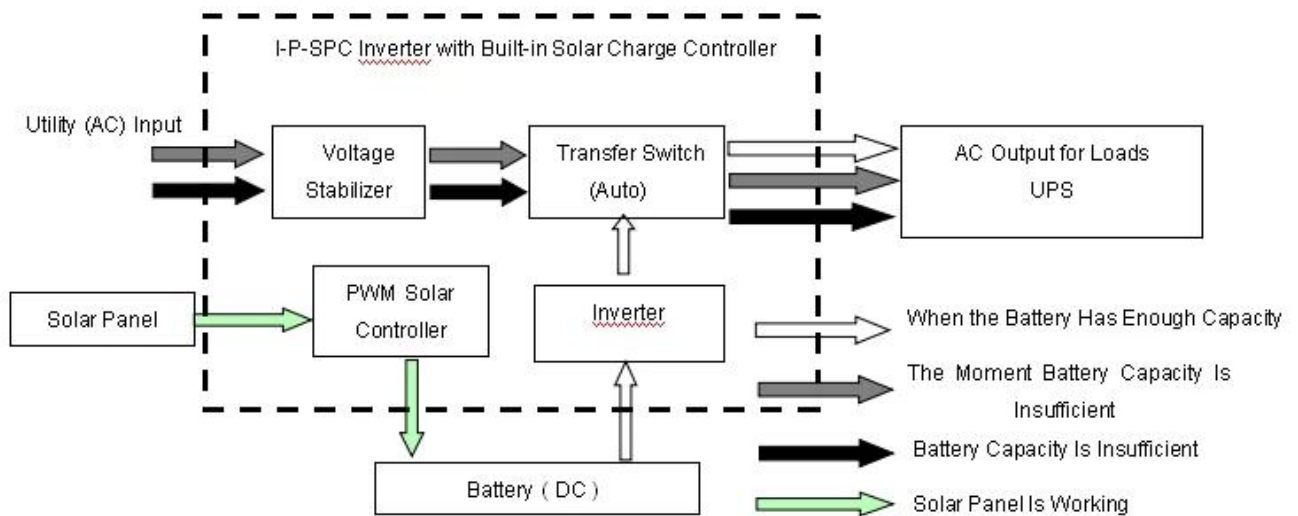 I-P-SPC Inverter with Built-in Solar Charge Controller
Utility (AC) Input
Voltage
Stabilizer
Transfer Switch
(Auto)
AC Output for Loads
UPS
Solar Panel
PWM Solar
Controller
Inverter
Battery ( DC )
When the Battery Has Enough Capacity
The Moment Battery Capacity Is
Insufficient
Battery Capacity Is Insufficient
Solar Panel Is Working